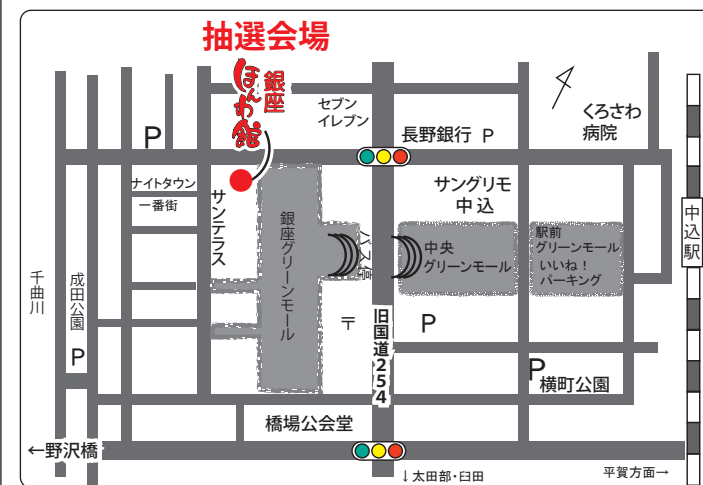 抽選会場
銀座
ほんわ館
セブン
イレブン
長野銀行 P
くろさわ
病院
P
ナイトタウン
一番街
サンテラス
銀座グリーンモール
バス停
サングリモ
中込
中央
グリーンモール
駅前
グリーンモール
いいね!
パーキング
中込駅
千曲川
成田公園
P
〒
旧国道254
P
P
横町公園
橋場公会堂
←野沢橋
↓太田部・臼田
平賀方面→